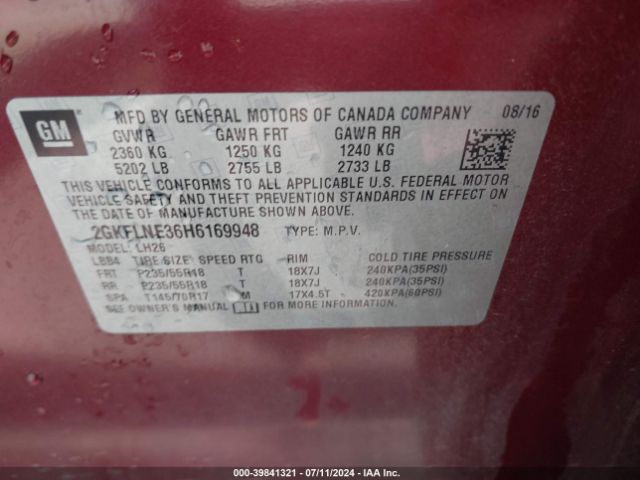 GM
MFD BY GENERAL MOTORS OF CANADA COMPANY 08/16
GVWR GAWR FRT GAWR RR
2360 KG 1250 KG 1240 KG
5202 LB 2755 LB 2733 LB
THIS VEHICLE CONFORMS TO ALL APPLICABLE U.S. FEDERAL MOTOR
VEHICLE SAFETY AND THEFT PREVENTION STANDARDS IN EFFECT ON
THE DATE OF MANUFACTURE SHOWN ABOVE.
2GKFLNE36H6169948 TYPE: M.P.V.
MODEL: LH26
LBB4 TIRE SIZE SPEED RTG RIM COLD TIRE PRESSURE
FRT P235/55R18 T 18X7J 240KPA(35PSI)
RR P235/55R18 T 18X7J 240KPA(35PSI)
SPA T145/70R17 M 17X4.5T 420KPA(60PSI)
SEE OWNER'S MANUAL FOR MORE INFORMATION.
000-39841321 - 07/11/2024 - IAA Inc.